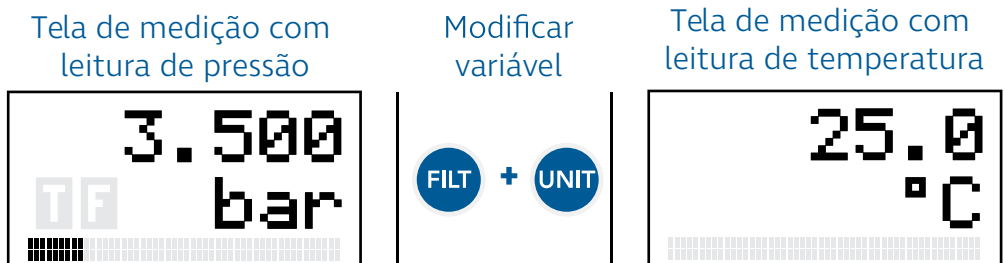 Tela de medição com
leitura de pressão
3.500
TF bar
Modificar
variável
FILT + UNIT
Tela de medição com
leitura de temperatura
25.0
°C